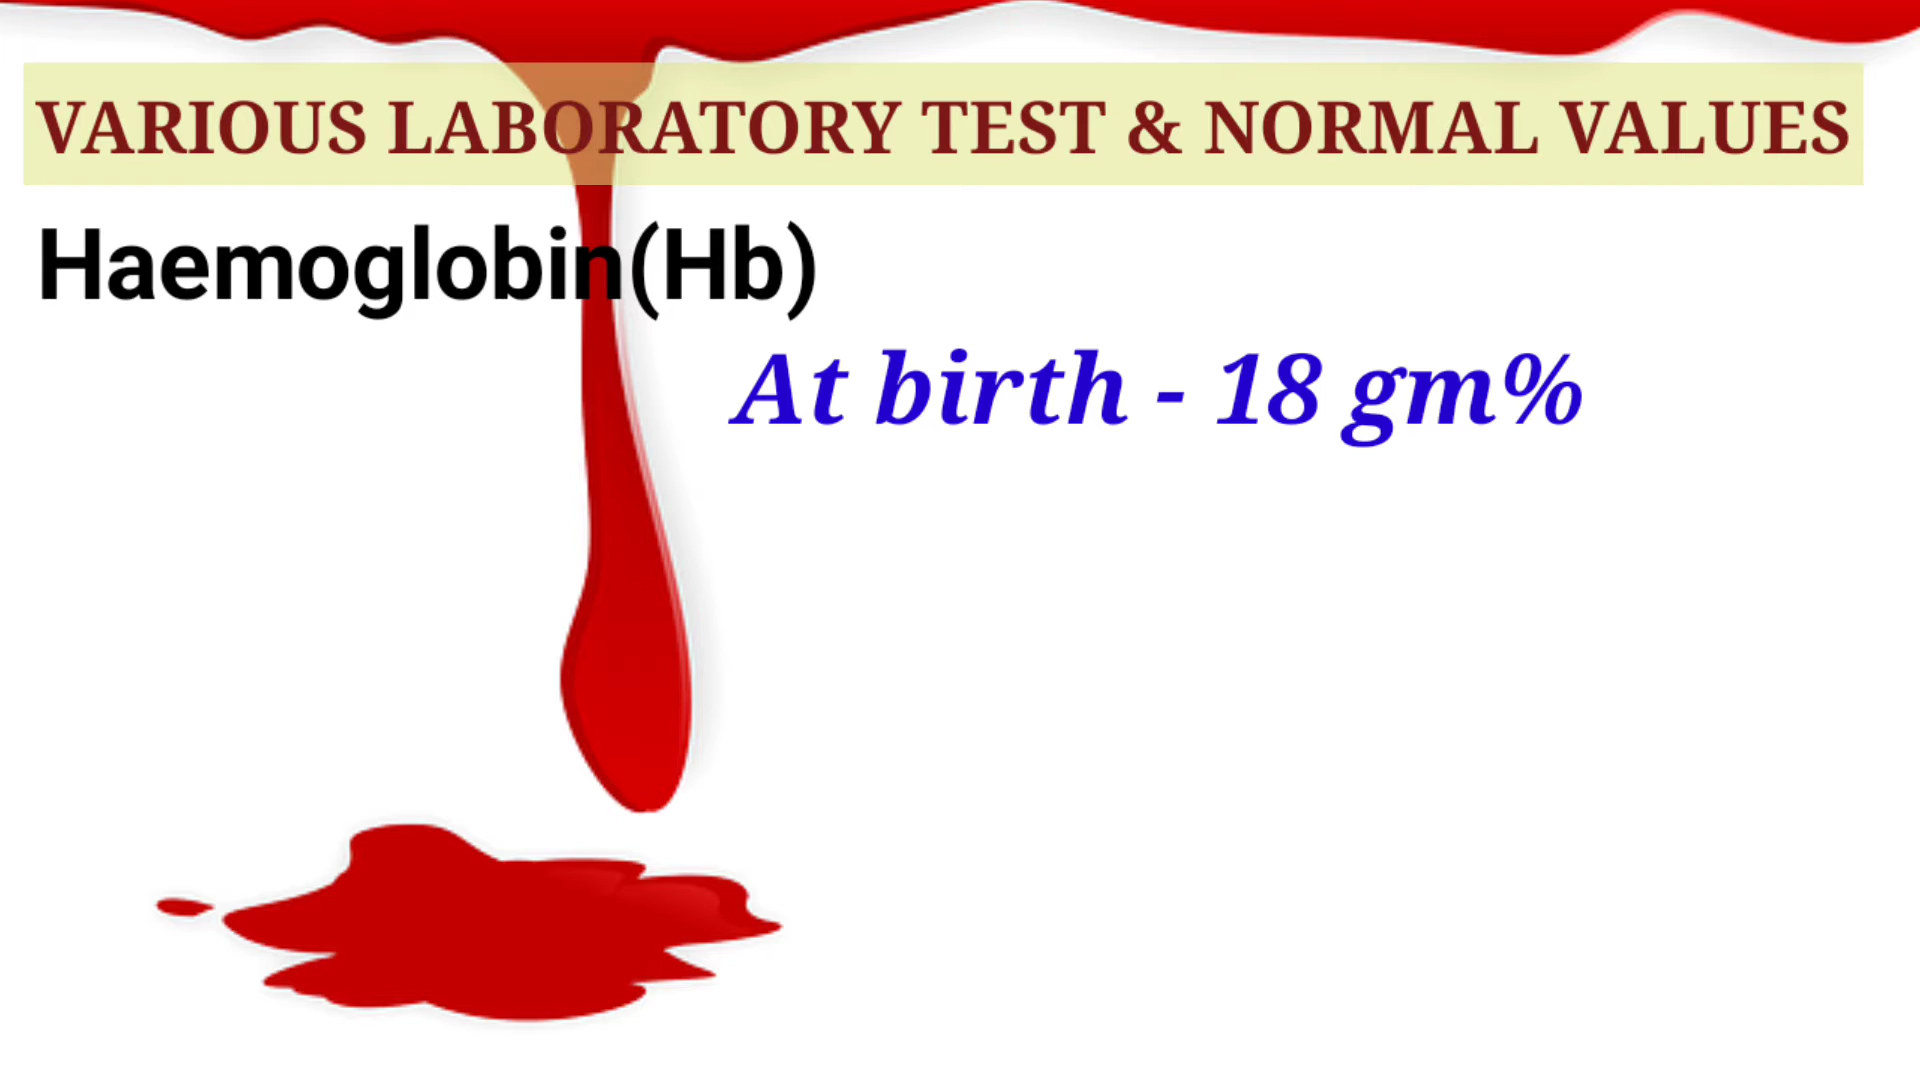 VARIOUS LABORATORY TEST & NORMAL VALUES
Haemoglobin(Hb)
At birth - 18 gm%